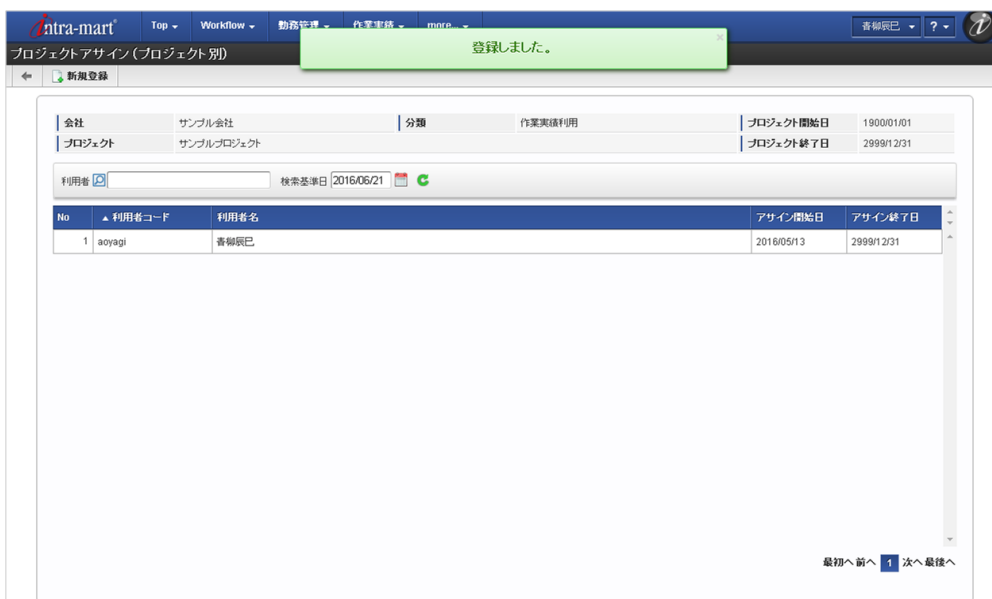 intra-mart® Top Workflow 勤務管理 作業実績 more... 青柳辰巳 ?
登録しました。 ×
プロジェクトアサイン(プロジェクト別)
新規登録
会社 サンプル会社 分類 作業実績利用 プロジェクト開始日 1900/01/01
プロジェクト サンプルプロジェクト プロジェクト終了日 2999/12/31
利用者 検索基準日 2016/06/21
No ▲利用者コード 利用者名 アサイン開始日 アサイン終了日
1 aoyagi 青柳辰巳 2016/05/13 2999/12/31
最初へ 前へ 1 次へ 最後へ